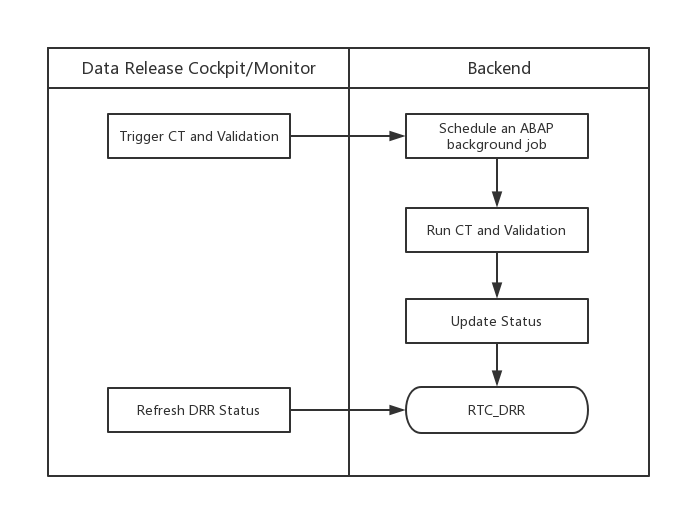 Data Release Cockpit/Monitor
Backend
Trigger CT and Validation
Schedule an ABAP
background job
Run CT and Validation
Update Status
Refresh DRR Status
RTC_DRR